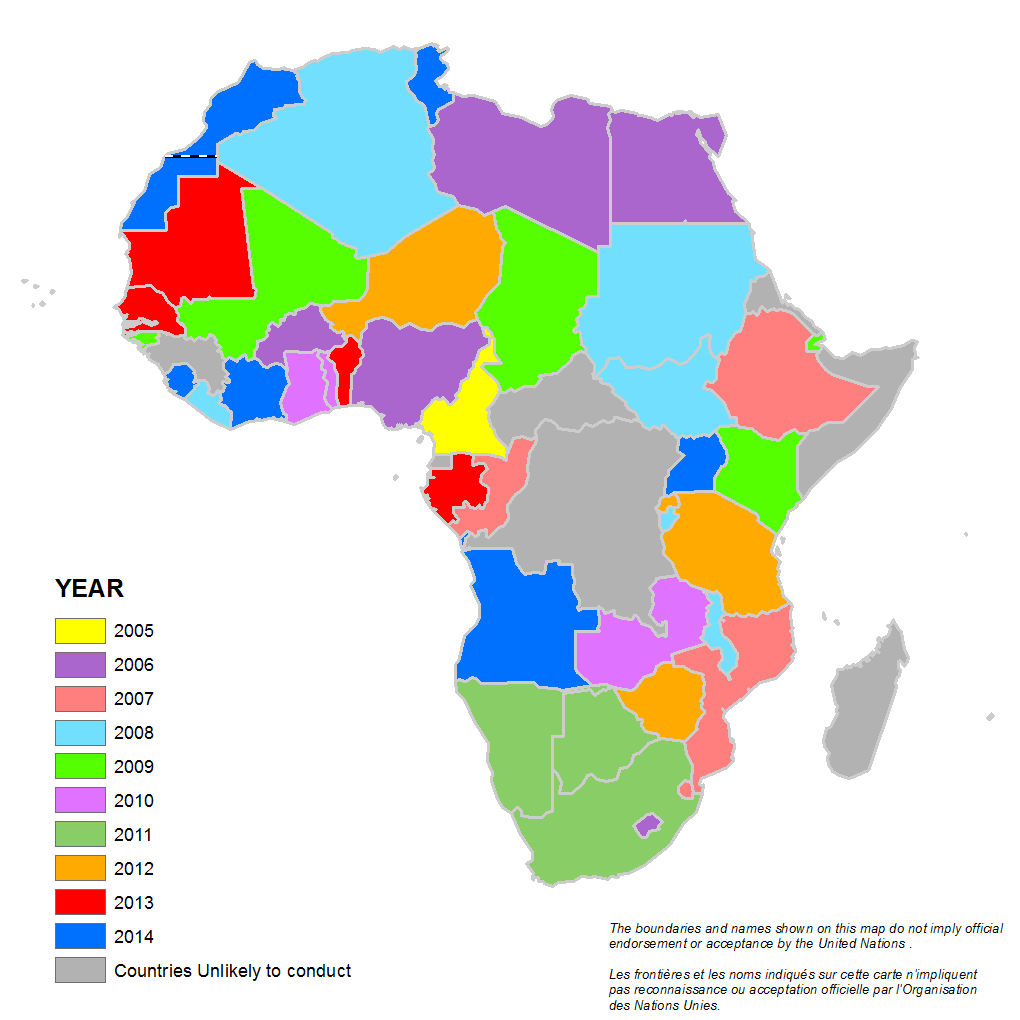 YEAR
2005
2006
2007
2008
2009
2010
2011
2012
2013
2014
Countries Unlikely to conduct
The boundaries and names shown on this map do not imply official
endorsement or acceptance by the United Nations .
Les frontières et les noms indiqués sur cette carte n'impliquent
pas reconnaissance ou acceptation officielle par l'Organisation
des Nations Unies.